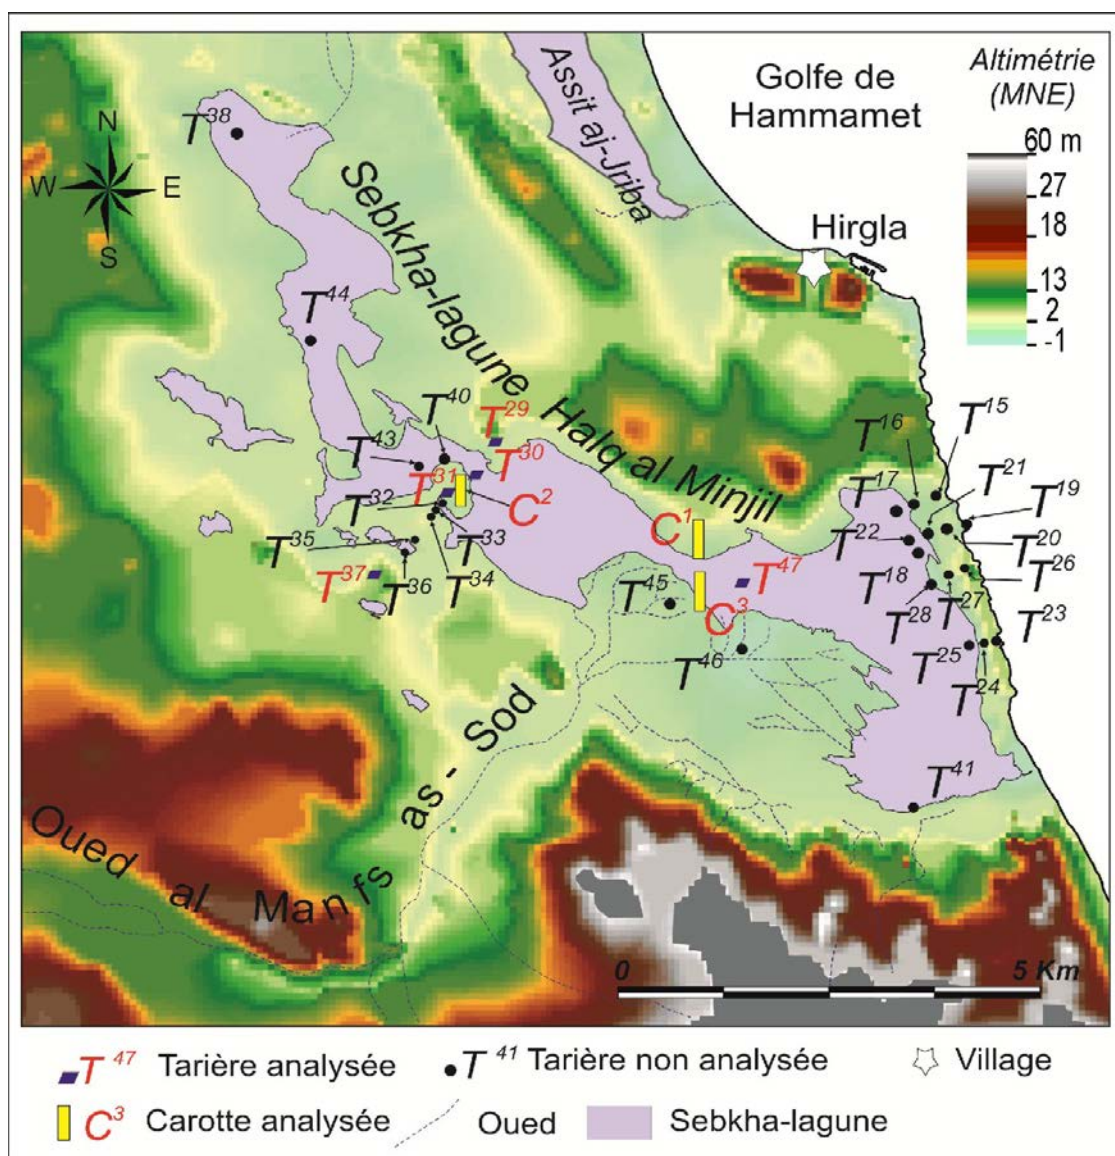 Golfe de
Hammamet
Altimétrie
(MNE)
60 m
27
18
13
2
-1
N
W E
S
T38
Assit aj-Jriba
Hirgla
Sebkha-lagune Halq al Minjil
T44
T40
T29
T43
T30
T31
T32
C2
T35
T33
T37
T36
T34
C1
T47
C3
T45
T46
T16
T15
T17
T21
T19
T22
T20
T18
T26
T28
T27
T23
T25
T24
T41
Oued al Manfs as-Sod
0 5 Km
T47 Tarière analysée
T41 Tarière non analysée
Village
C3 Carotte analysée
Oued
Sebkha-lagune